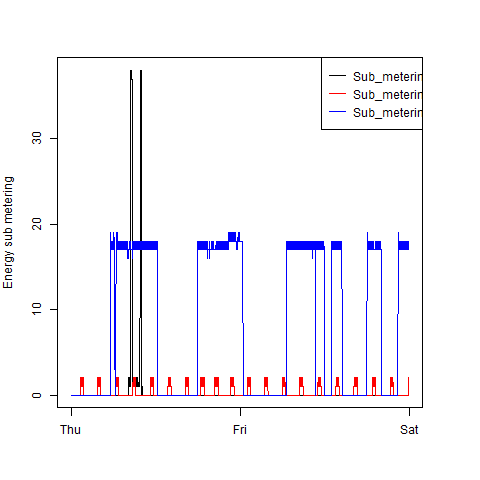 Sub_meterin
Sub_meterin
Sub_meterin
Energy sub metering
30
20
10
0
Thu Fri Sat